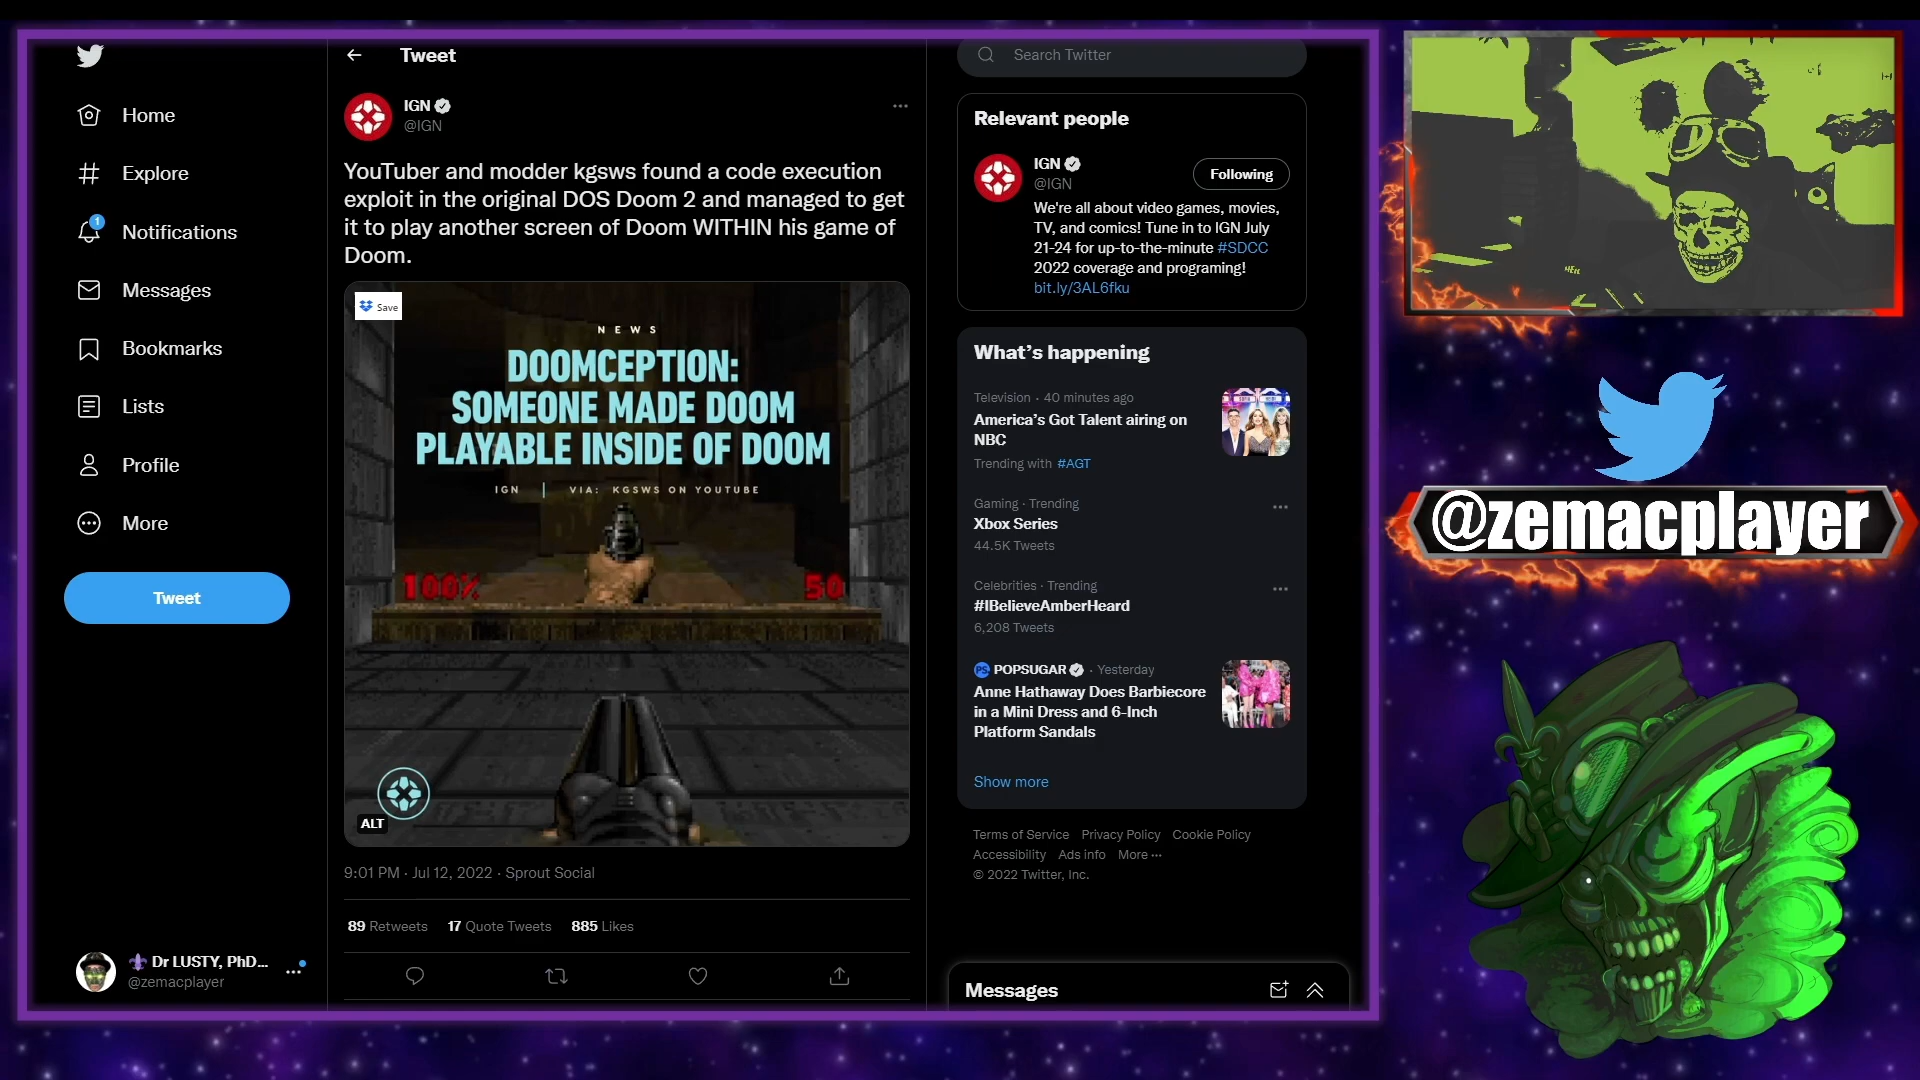 Home
Explore
1
Notifications
Messages
Bookmarks
Lists
Profile
More
Tweet
⚜ Dr LUSTY, PhD...
@zemacplayer
Tweet
IGN
@IGN
YouTuber and modder kgsws found a code execution
exploit in the original DOS Doom 2 and managed to get
it to play another screen of Doom WITHIN his game of
Doom.
Save
NEWS
DOOMCEPTION:
SOMEONE MADE DOOM
PLAYABLE INSIDE OF DOOM
IGN | VIA: KGSWS ON YOUTUBE
100%
50
ALT
9:01 PM · Jul 12, 2022 · Sprout Social
89 Retweets 17 Quote Tweets 885 Likes
Search Twitter
Relevant people
IGN
@IGN
Following
We're all about video games, movies,
TV, and comics! Tune in to IGN July
21-24 for up-to-the-minute #SDCC
2022 coverage and programing!
bit.ly/3AL6fku
What's happening
Television · 40 minutes ago
America's Got Talent airing on
NBC
Trending with #AGT
Gaming · Trending
Xbox Series
44.5K Tweets
Celebrities · Trending
#IBelieveAmberHeard
6,208 Tweets
PS POPSUGAR · Yesterday
Anne Hathaway Does Barbiecore
in a Mini Dress and 6-Inch
Platform Sandals
Show more
Terms of Service Privacy Policy Cookie Policy
Accessibility Ads info More ···
© 2022 Twitter, Inc.
Messages
@zemacplayer